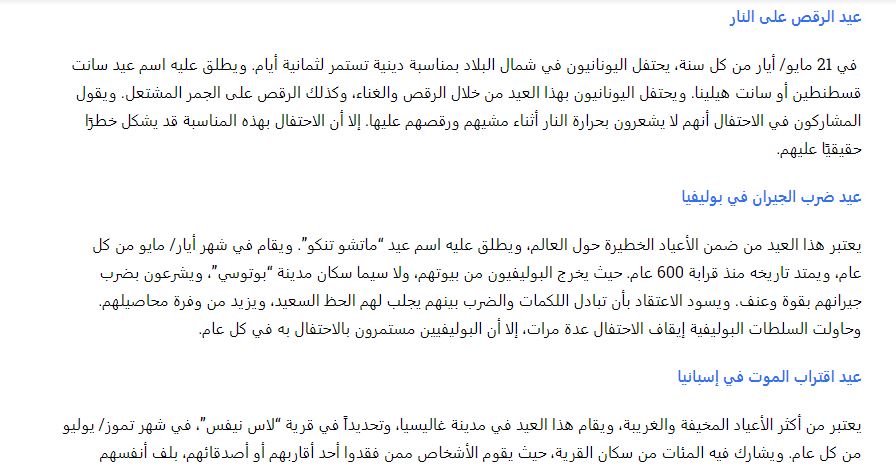 عيد الرقص على النار
في 21 مايو/ أيار من كل سنة، يحتفل اليونانيون في شمال البلاد بمناسبة دينية تستمر لثمانية أيام. ويطلق عليه اسم عيد سانت
قسطنطين أو سانت هيلينا. ويحتفل اليونانيون بهذا العيد من خلال الرقص والغناء، وكذلك الرقص على الجمر المشتعل. ويقول
المشاركون في الاحتفال أنهم لا يشعرون بحرارة النار أثناء مشيهم ورقصهم عليها. إلا أن الاحتفال بهذه المناسبة قد يشكل خطرًا
حقيقيًا عليهم.
عيد ضرب الجيران في بوليفيا
يعتبر هذا العيد من ضمن الأعياد الخطيرة حول العالم، ويطلق عليه اسم عيد “ماتشو تنكو”. ويقام في شهر أيار/ مايو من كل
عام، ويمتد تاريخه منذ قرابة 600 عام. حيث يخرج البوليفيون من بيوتهم، ولا سيما سكان مدينة “بوتوسي”، ويشرعون بضرب
جيرانهم بقوة وعنف. ويسود الاعتقاد بأن تبادل اللكمات والضرب بينهم يجلب لهم الحظ السعيد، ويزيد من وفرة محاصيلهم.
وحاولت السلطات البوليفية إيقاف الاحتفال عدة مرات، إلا أن البوليفيين مستمرون بالاحتفال به في كل عام.
عيد اقتراب الموت في إسبانيا
يعتبر من أكثر الأعياد المخيفة والغريبة، ويقام هذا العيد في مدينة غاليسيا، وتحديداً في قرية “لاس نيفس”، في شهر تموز/ يوليو
من كل عام. ويشارك فيه المئات من سكان القرية، حيث يقوم الأشخاص ممن فقدوا أحد أقاربهم أو أصدقائهم، بلف أنفسهم